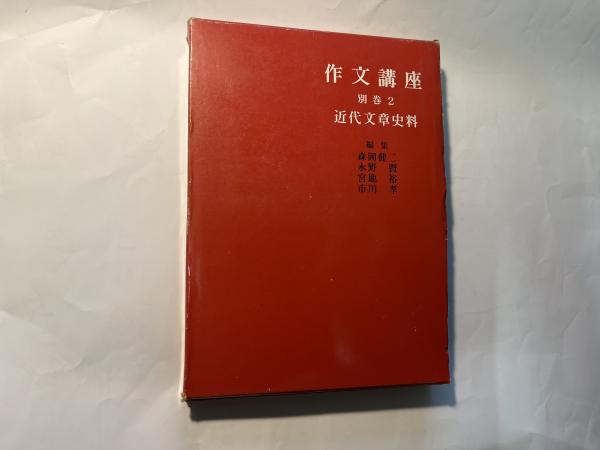 作文講座
別巻2
近代文章史料
編集
森岡健二
永野 賢
宮地 裕
市川 孝